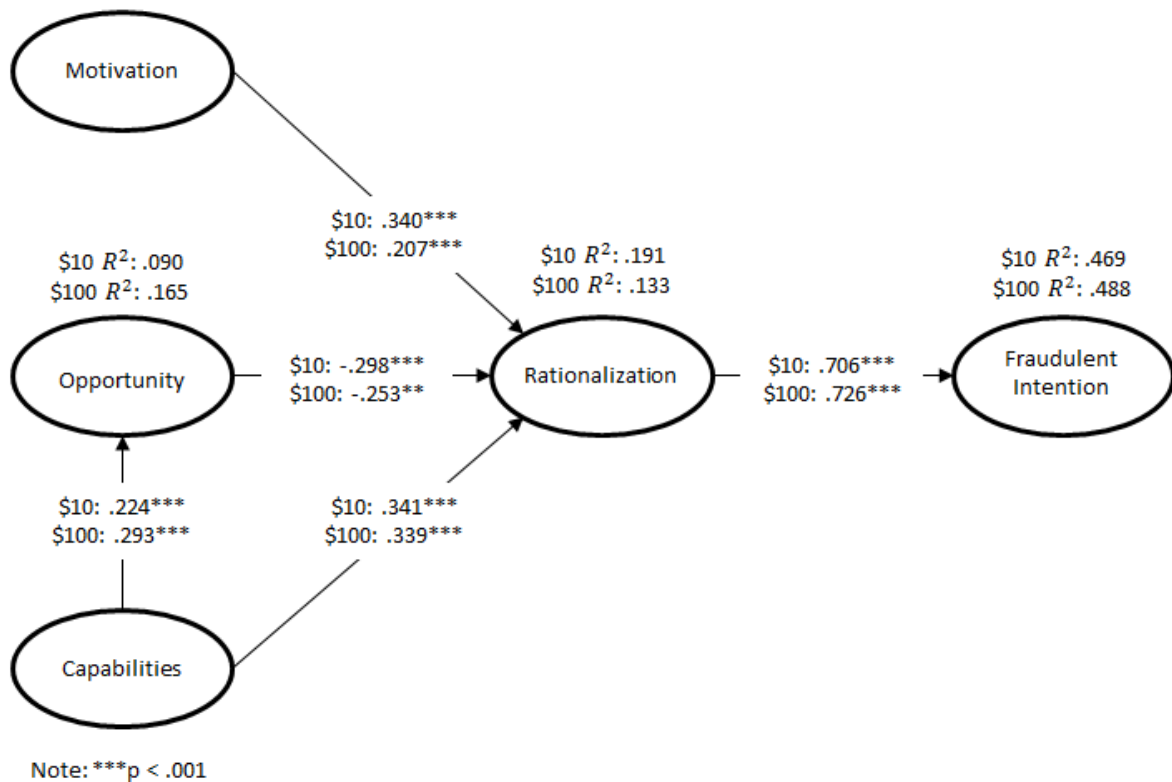 Motivation
$10: .340***
$100: .207***
$10 R²: .090
$100 R²: .165
$10 R²: .191
$100 R²: .133
$10 R²: .469
$100 R²: .488
Opportunity
$10: -.298***
$100: -.253**
Rationalization
$10: .706***
$100: .726***
Fraudulent
Intention
$10: .224***
$100: .293***
$10: .341***
$100: .339***
Capabilities
Note: ***p < .001